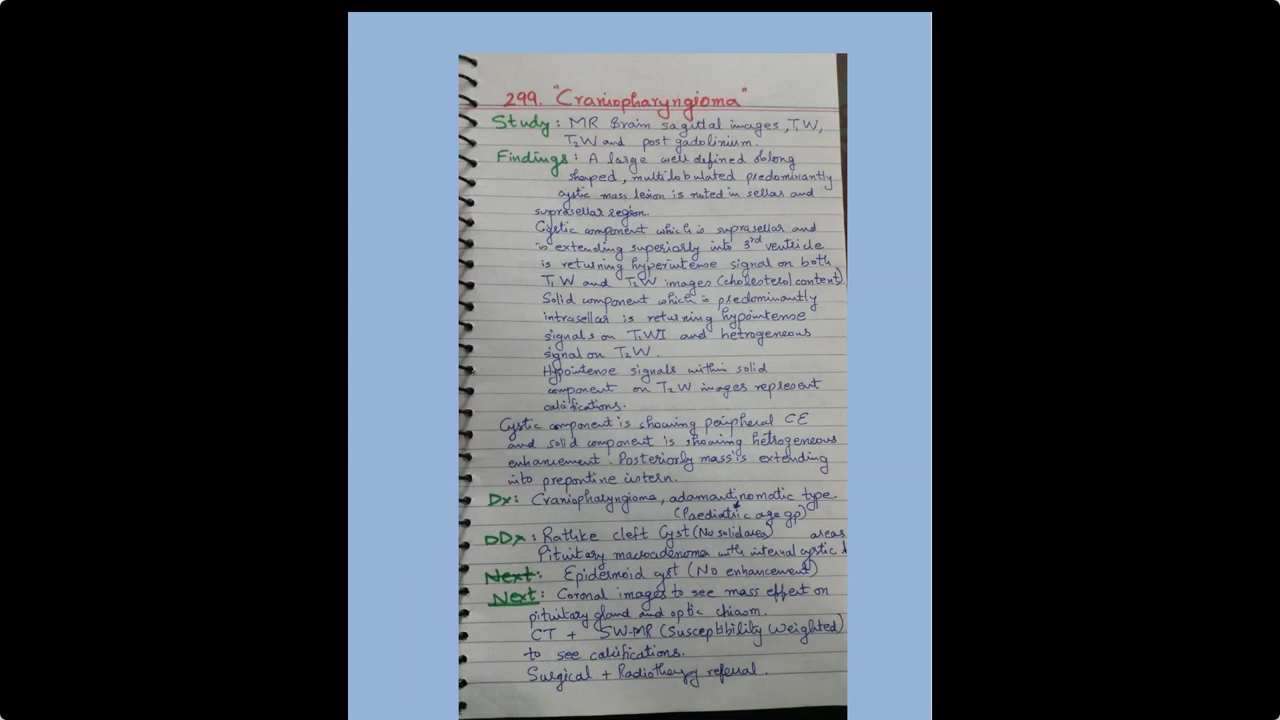 299. "Craniopharyngioma"
Study: MR Brain sagittal images, T1W,
T2W and post gadolinium.
Findings: A large well defined oblong
shaped, multilobulated predominantly
cystic mass lesion is noted in sellar and
suprasellar region.
Cystic component which is suprasellar and
is extending superiorly into 3rd ventricle
is returning hyperintense signal on both
T1W and T2W images (cholesterol content).
Solid component which is predominantly
intrasellar is returning hypointense
signals on T1WI and hetrogeneous
signal on T2W.
Hypointense signals within solid
component on T2W images represent
calcifications.
Cystic component is showing peripheral CE
and solid component is showing hetrogeneous
enhancement. Posteriorly mass is extending
into prepontine cistern.
Dx: Craniopharyngioma, adamantinomatic type.
(Paediatric age gp)
DDx: Rathke cleft Cyst (No solid area) areas
Pituitary macroadenoma with internal cystic
Next: Epidermoid cyst (No enhancement)
Next: Coronal images to see mass effect on
pituitary gland and optic chiasm.
CT + SW-MR (Susceptibility Weighted)
to see calcifications.
Surgical + Radiotherapy referral.